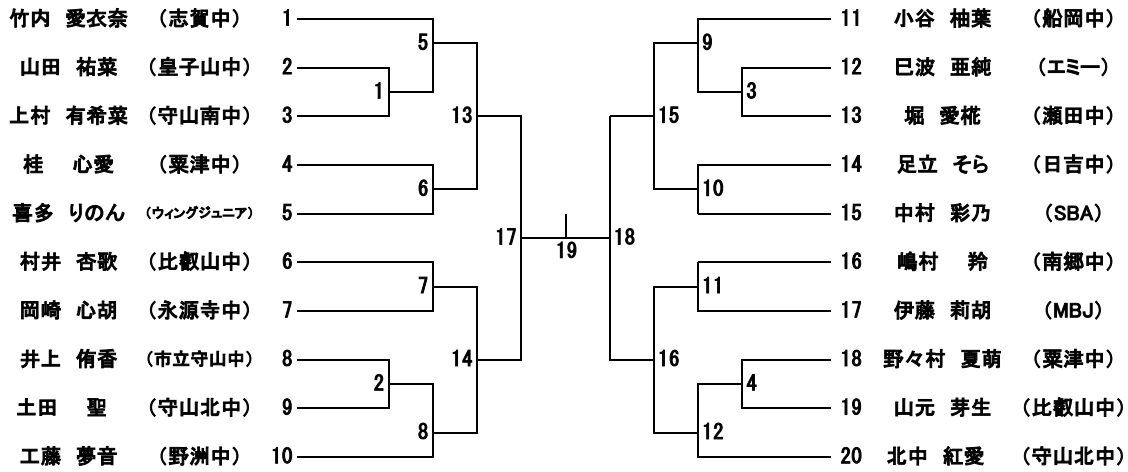 竹内 愛衣奈 (志賀中) 1
山田 祐菜 (皇子山中) 2
上村 有希菜 (守山南中) 3
桂 心愛 (粟津中) 4
喜多 りのん (ウィングジュニア) 5
村井 杏歌 (比叡山中) 6
岡崎 心胡 (永源寺中) 7
井上 侑香 (市立守山中) 8
土田 聖 (守山北中) 9
工藤 夢音 (野洲中) 10
5
1
13
6
17
7
14
2
8
19
9
3
15
10
18
11
16
4
12
11 小谷 柚葉 (船岡中)
12 巳波 亜純 (エミー)
13 堀 愛椛 (瀬田中)
14 足立 そら (日吉中)
15 中村 彩乃 (SBA)
16 嶋村 羚 (南郷中)
17 伊藤 莉胡 (MBJ)
18 野々村 夏萌 (粟津中)
19 山元 芽生 (比叡山中)
20 北中 紅愛 (守山北中)